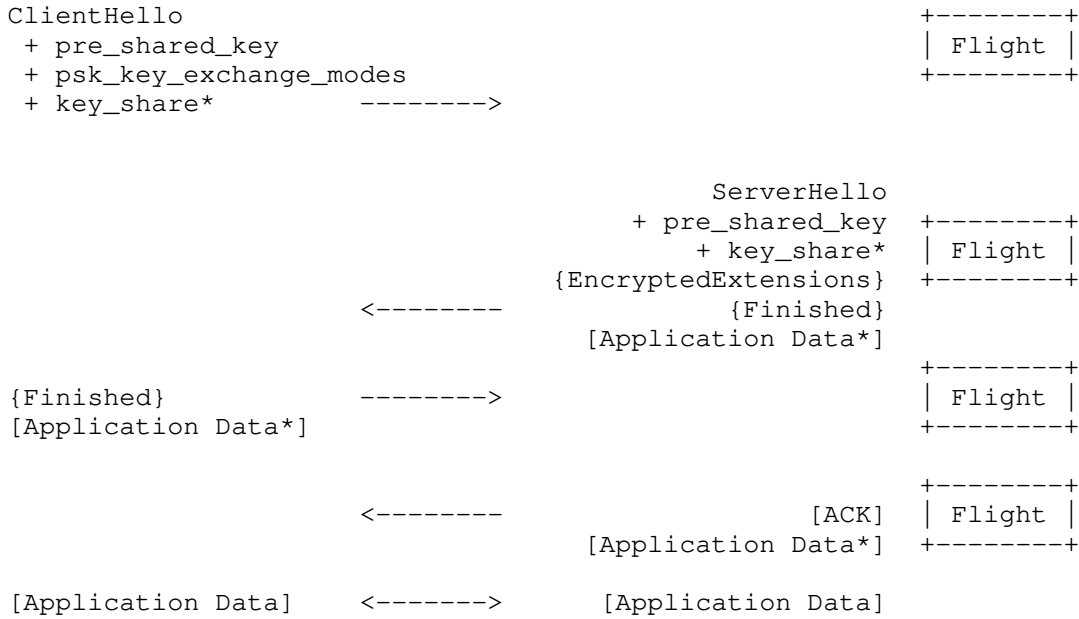 ClientHello                                              +--------+
 + pre_shared_key                                        | Flight |
 + psk_key_exchange_modes                                +--------+
 + key_share*         -------->
                                             ServerHello
                                        + pre_shared_key  +--------+
                                            + key_share*  | Flight |
                                   {EncryptedExtensions}  +--------+
                      <--------               {Finished}
                                     [Application Data*]
                                                         +--------+
{Finished}            -------->                          | Flight |
[Application Data*]                                      +--------+
                                                         +--------+
                      <--------                    [ACK]  | Flight |
                                     [Application Data*]  +--------+
[Application Data]    <------->       [Application Data]